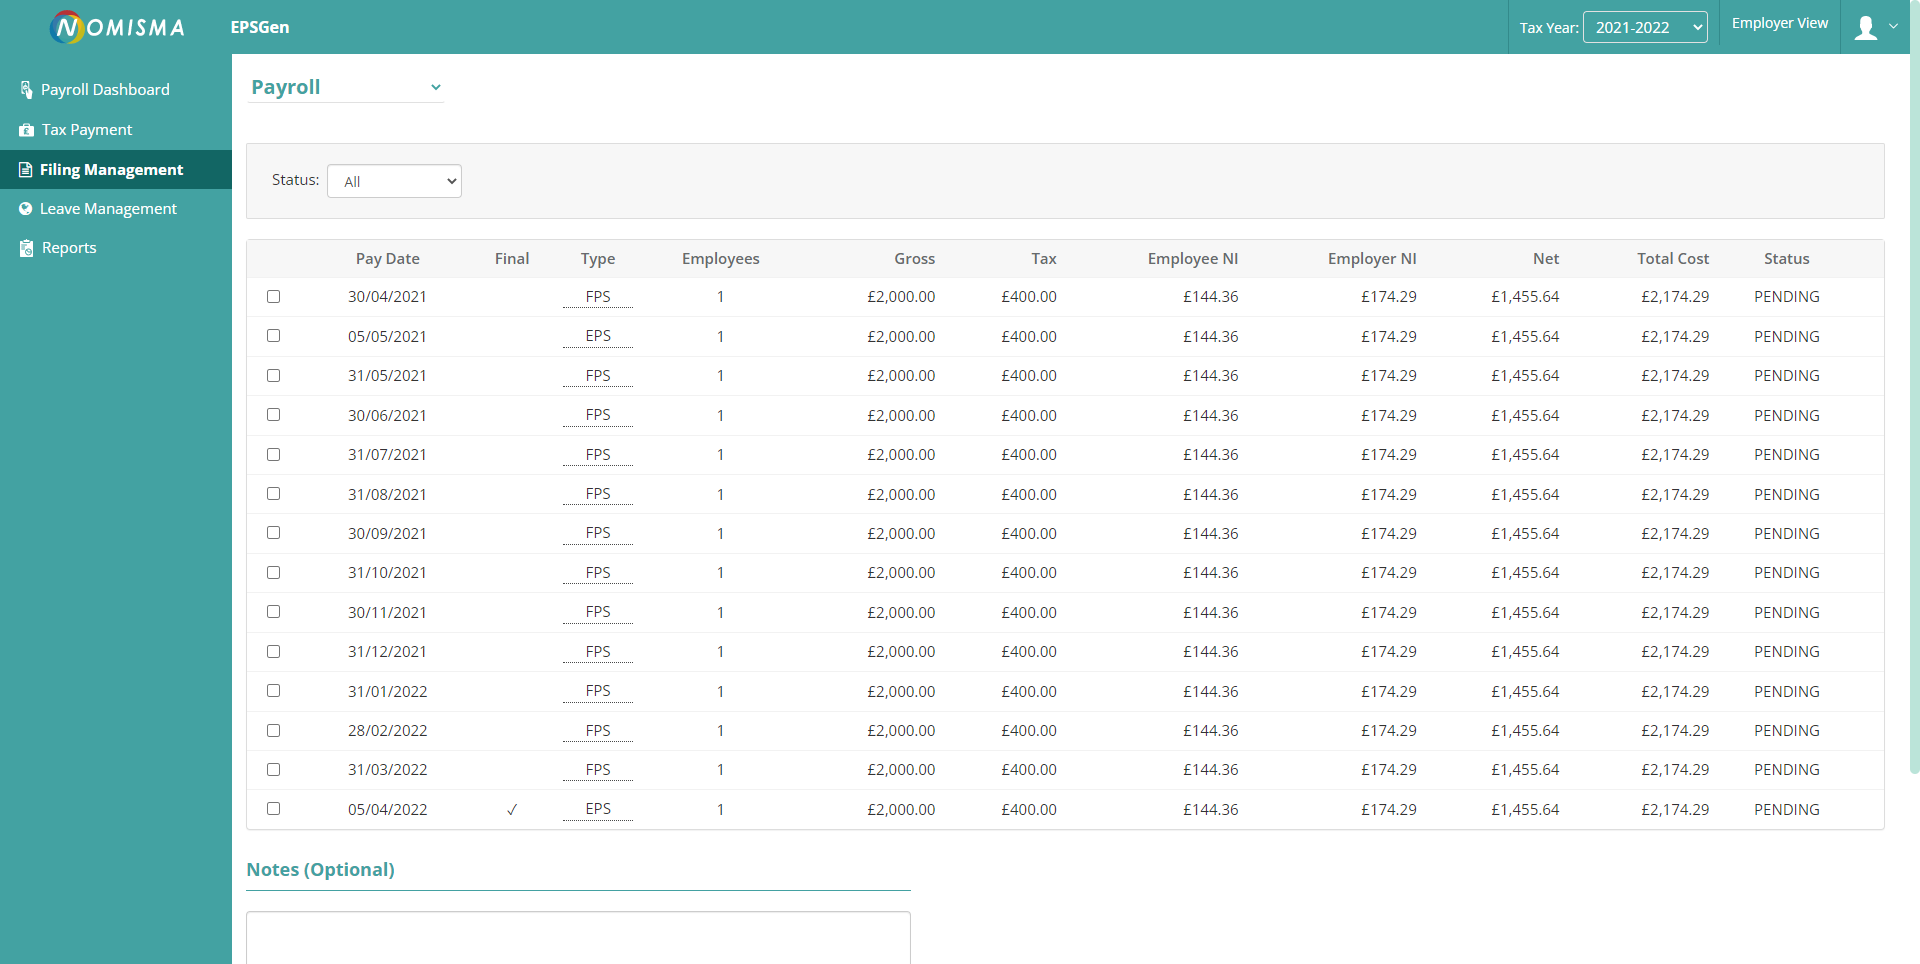 NOMISMA EPSGen Tax Year: 2021-2022 Employer View
Payroll Dashboard
Tax Payment
Filing Management
Leave Management
Reports
Payroll
Status: All
Pay Date Final Type Employees Gross Tax Employee NI Employer NI Net Total Cost Status
30/04/2021 FPS 1 £2,000.00 £400.00 £144.36 £174.29 £1,455.64 £2,174.29 PENDING
05/05/2021 EPS 1 £2,000.00 £400.00 £144.36 £174.29 £1,455.64 £2,174.29 PENDING
31/05/2021 FPS 1 £2,000.00 £400.00 £144.36 £174.29 £1,455.64 £2,174.29 PENDING
30/06/2021 FPS 1 £2,000.00 £400.00 £144.36 £174.29 £1,455.64 £2,174.29 PENDING
31/07/2021 FPS 1 £2,000.00 £400.00 £144.36 £174.29 £1,455.64 £2,174.29 PENDING
31/08/2021 FPS 1 £2,000.00 £400.00 £144.36 £174.29 £1,455.64 £2,174.29 PENDING
30/09/2021 FPS 1 £2,000.00 £400.00 £144.36 £174.29 £1,455.64 £2,174.29 PENDING
31/10/2021 FPS 1 £2,000.00 £400.00 £144.36 £174.29 £1,455.64 £2,174.29 PENDING
30/11/2021 FPS 1 £2,000.00 £400.00 £144.36 £174.29 £1,455.64 £2,174.29 PENDING
31/12/2021 FPS 1 £2,000.00 £400.00 £144.36 £174.29 £1,455.64 £2,174.29 PENDING
31/01/2022 FPS 1 £2,000.00 £400.00 £144.36 £174.29 £1,455.64 £2,174.29 PENDING
28/02/2022 FPS 1 £2,000.00 £400.00 £144.36 £174.29 £1,455.64 £2,174.29 PENDING
31/03/2022 FPS 1 £2,000.00 £400.00 £144.36 £174.29 £1,455.64 £2,174.29 PENDING
05/04/2022 ✓ EPS 1 £2,000.00 £400.00 £144.36 £174.29 £1,455.64 £2,174.29 PENDING
Notes (Optional)